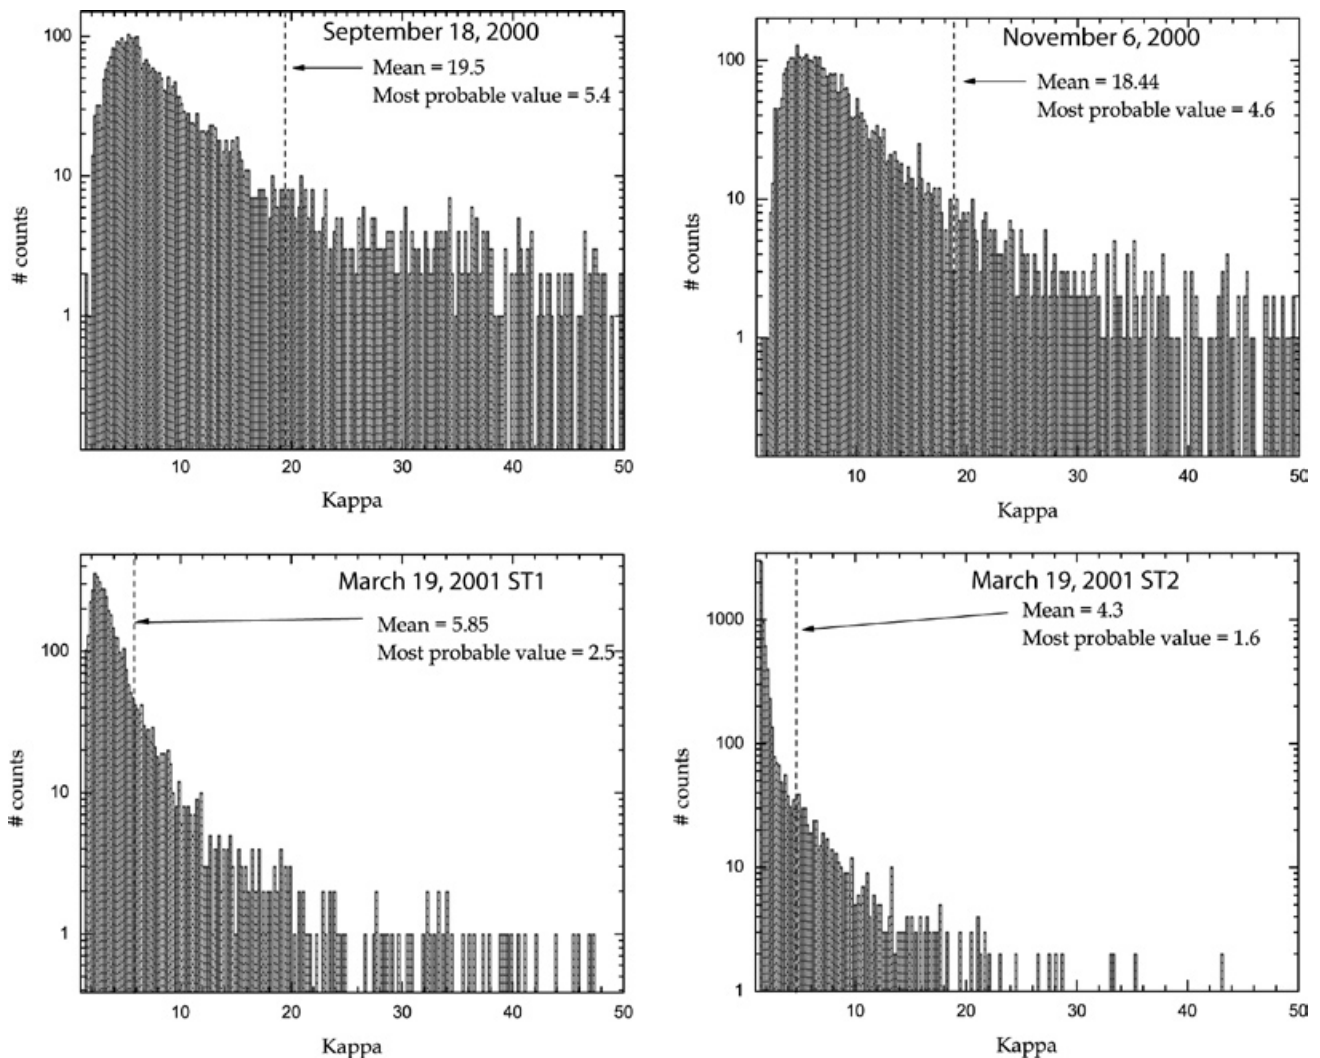 September 18, 2000
Mean = 19.5
Most probable value = 5.4
100
10
1
# counts
10 20 30 40 50
Kappa
November 6, 2000
Mean = 18.44
Most probable value = 4.6
100
10
1
# counts
10 20 30 40 50
Kappa
March 19, 2001 ST1
Mean = 5.85
Most probable value = 2.5
100
10
1
# counts
10 20 30 40 50
Kappa
March 19, 2001 ST2
Mean = 4.3
Most probable value = 1.6
1000
100
10
1
# counts
10 20 30 40 50
Kappa